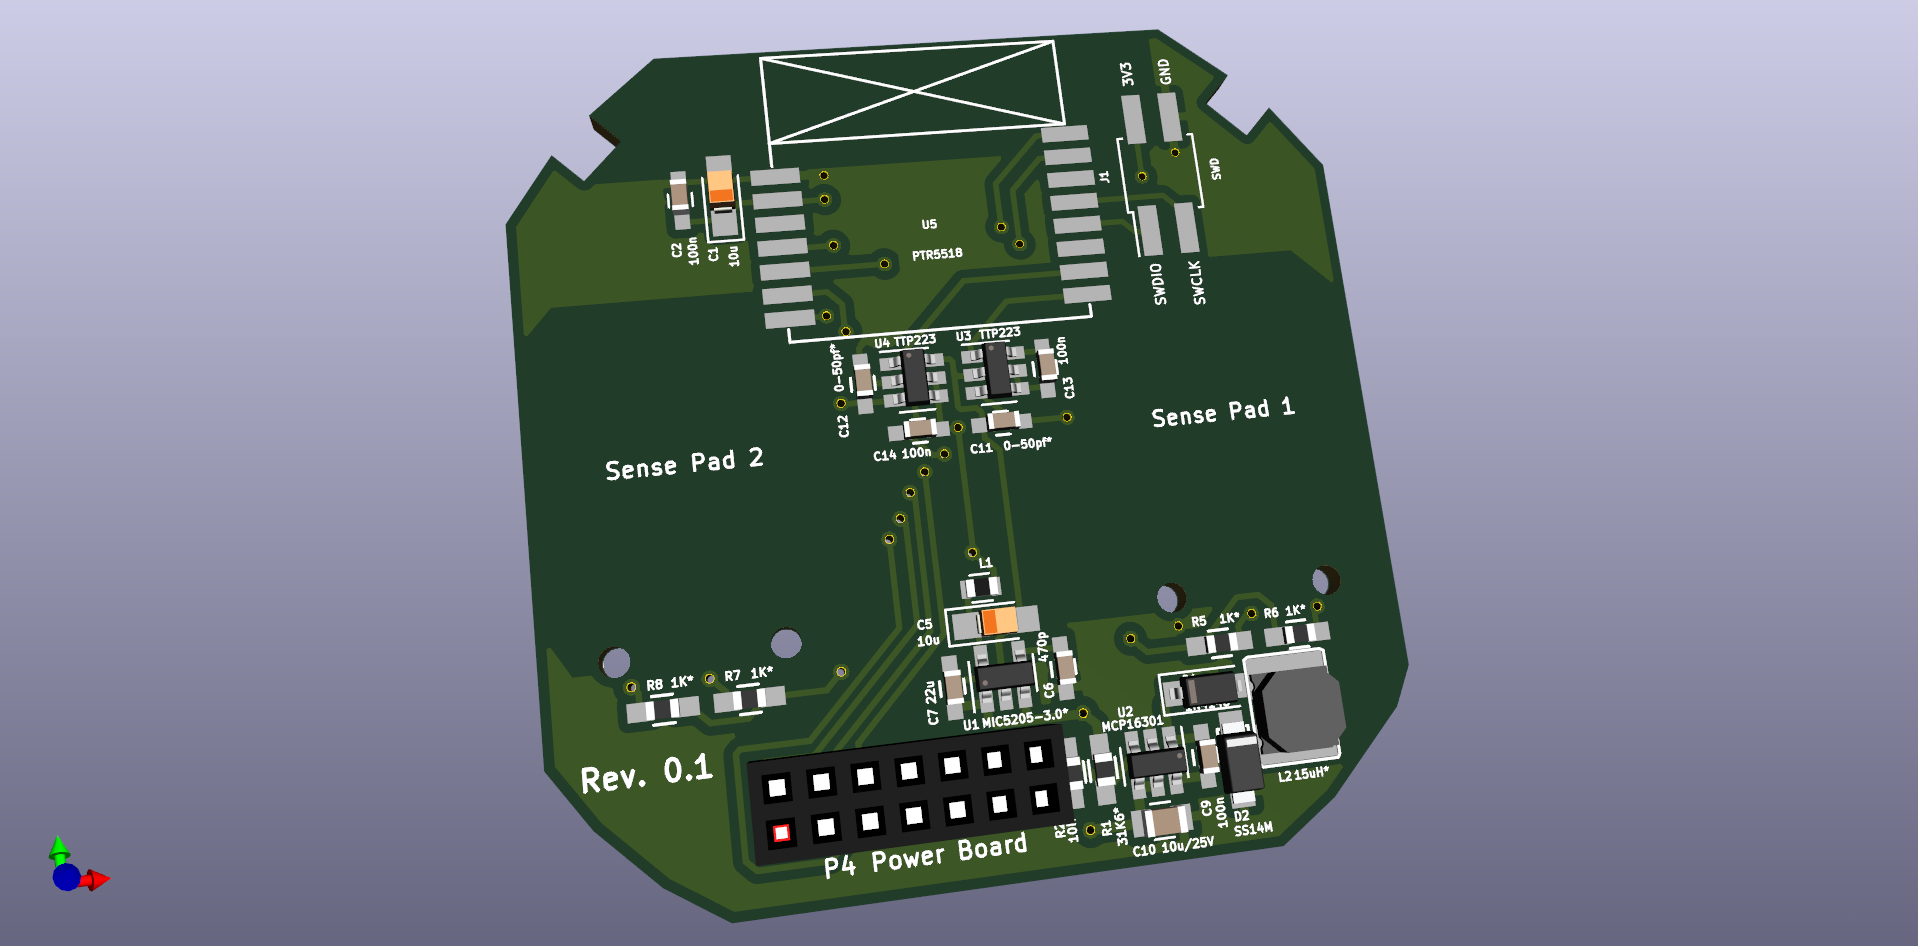 3V3
GND
J1
SWD
U5
PTR5518
C2
100n
C1
10u
SWDIO
SWCLK
U4 TTP223
U3 TTP223
0-50pf*
100n
C12
C13
C14 100n
C11 0-50pf*
Sense Pad 1
Sense Pad 2
L1
C5
10u
470p
C6
C7 22u
U1 MIC5205-3.0*
R5 1K*
R6 1K*
R8 1K*
R7 1K*
U2
MCP16301
L2 15uH*
Rev. 0.1
R1
31K6*
C9
100n
D2
SS14M
C10 10u/25V
P4 Power Board